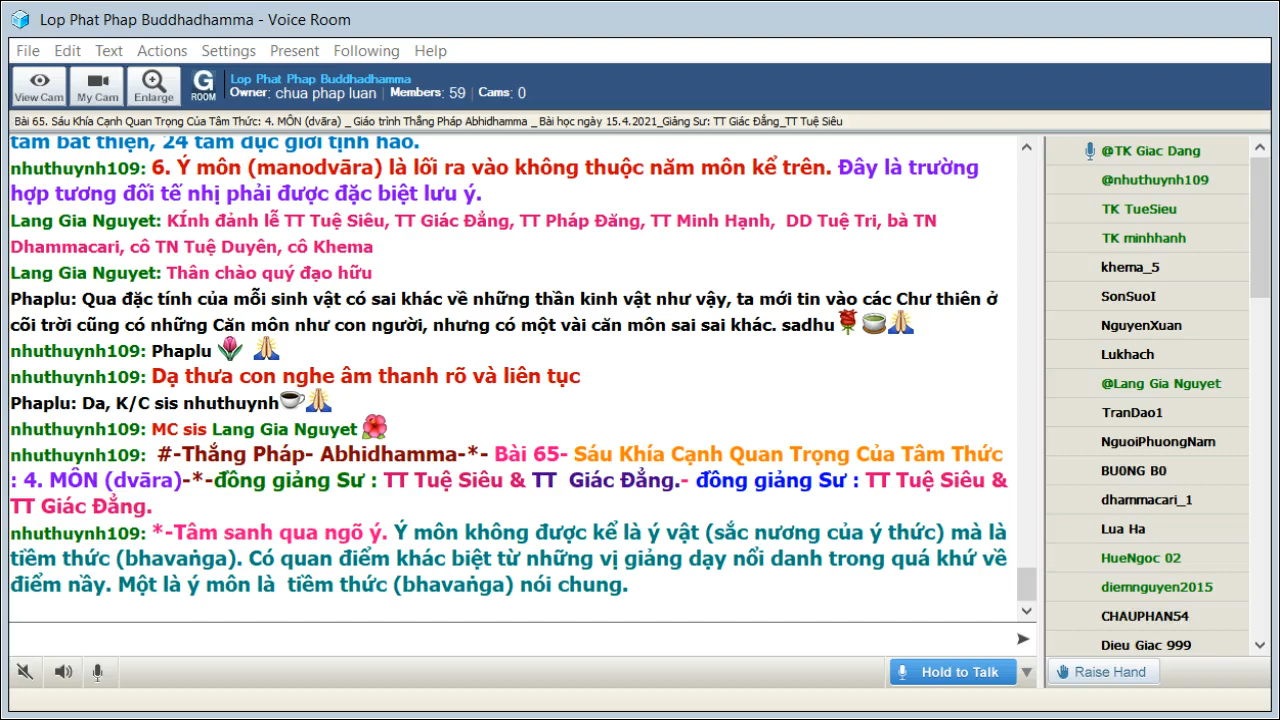 Lop Phat Phap Buddhadhamma - Voice Room
File Edit Text Actions Settings Present Following Help
View Cam My Cam Enlarge G ROOM
Lop Phat Phap Buddhadhamma
Owner: chua phap luan | Members: 59 | Cams: 0
Bài 65. Sáu Khía Cạnh Quan Trọng Của Tâm Thức: 4. MÔN (dvāra) _ Giáo trình Thắng Pháp Abhidhamma _Bài học ngày 15.4.2021_Giảng Sư: TT Giác Đẳng_TT Tuệ Siêu
tâm bất thiện, 24 tâm dục giới tịnh hảo.
nhuthuynh109: 6. Ý môn (manodvāra) là lối ra vào không thuộc năm môn kể trên. Đây là trường
hợp tương đối tế nhị phải được đặc biệt lưu ý.
Lang Gia Nguyet: KÍnh đảnh lễ TT Tuệ Siêu, TT Giác Đẳng, TT Pháp Đăng, TT Minh Hạnh, DD Tuệ Tri, bà TN
Dhammacari, cô TN Tuệ Duyên, cô Khema
Lang Gia Nguyet: Thân chào quý đạo hữu
Phaplu: Qua đặc tính của mỗi sinh vật có sai khác về những thần kinh vật như vậy, ta mới tin vào các Chư thiên ở
cõi trời cũng có những Căn môn như con người, nhưng có một vài căn môn sai sai khác. sadhu
nhuthuynh109: Phaplu
nhuthuynh109: Dạ thưa con nghe âm thanh rõ và liên tục
Phaplu: Da, K/C sis nhuthuynh
nhuthuynh109: MC sis Lang Gia Nguyet
nhuthuynh109: #-Thắng Pháp- Abhidhamma-*- Bài 65- Sáu Khía Cạnh Quan Trọng Của Tâm Thức
: 4. MÔN (dvāra)-*-đồng giảng Sư : TT Tuệ Siêu & TT Giác Đẳng.- đồng giảng Sư : TT Tuệ Siêu &
TT Giác Đẳng.
nhuthuynh109: *-Tâm sanh qua ngõ ý. Ý môn không được kể là ý vật (sắc nương của ý thức) mà là
tiềm thức (bhavaṅga). Có quan điểm khác biệt từ những vị giảng dạy nổi danh trong quá khứ về
điểm nầy. Một là ý môn là tiềm thức (bhavaṅga) nói chung.
Hold to Talk
@TK Giac Dang
@nhuthuynh109
TK TueSieu
TK minhhanh
khema_5
SonSuoI
NguyenXuan
Lukhach
@Lang Gia Nguyet
TranDao1
NguoiPhuongNam
BU0NG B0
dhammacari_1
Lua Ha
HueNgoc 02
diemnguyen2015
CHAUPHAN54
Dieu Giac 999
Raise Hand